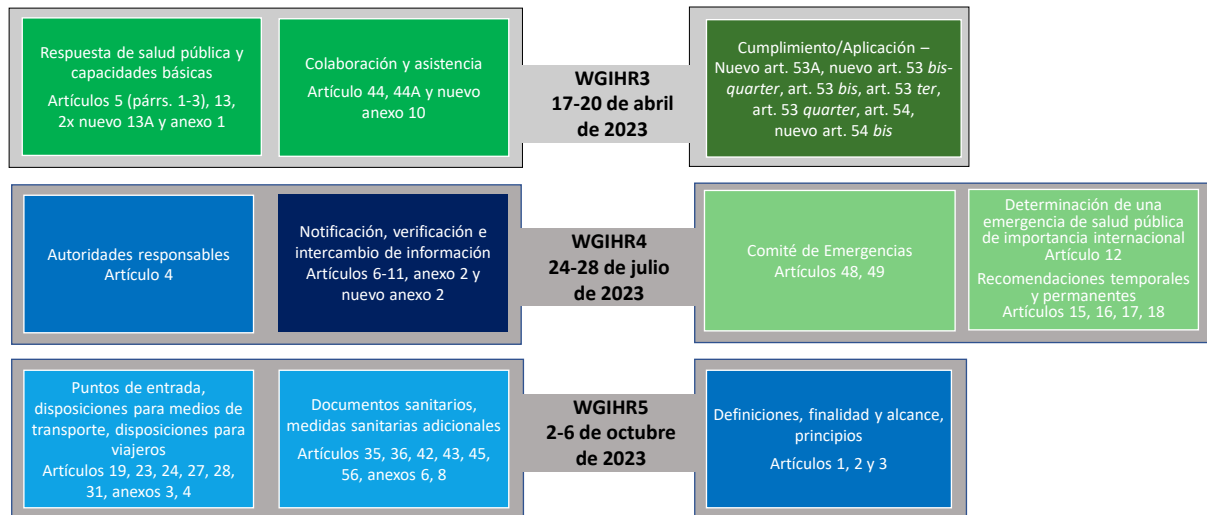 Respuesta de salud pública y
capacidades básicas
Artículos 5 (párrs. 1-3), 13,
2x nuevo 13A y anexo 1
Colaboración y asistencia
Artículo 44, 44A y nuevo
anexo 10
WGIHR3
17-20 de abril
de 2023
Cumplimiento/Aplicación –
Nuevo art. 53A, nuevo art. 53 bis-
quarter, art. 53 bis, art. 53 ter,
art. 53 quarter, art. 54,
nuevo art. 54 bis
Autoridades responsables
Artículo 4
Notificación, verificación e
intercambio de información
Artículos 6-11, anexo 2 y
nuevo anexo 2
WGIHR4
24-28 de julio
de 2023
Comité de Emergencias
Artículos 48, 49
Determinación de una
emergencia de salud pública
de importancia internacional
Artículo 12
Recomendaciones temporales
y permanentes
Artículos 15, 16, 17, 18
Puntos de entrada,
disposiciones para medios de
transporte, disposiciones para
viajeros
Artículos 19, 23, 24, 27, 28,
31, anexos 3, 4
Documentos sanitarios,
medidas sanitarias adicionales
Artículos 35, 36, 42, 43, 45,
56, anexos 6, 8
WGIHR5
2-6 de octubre
de 2023
Definiciones, finalidad y alcance,
principios
Artículos 1, 2 y 3